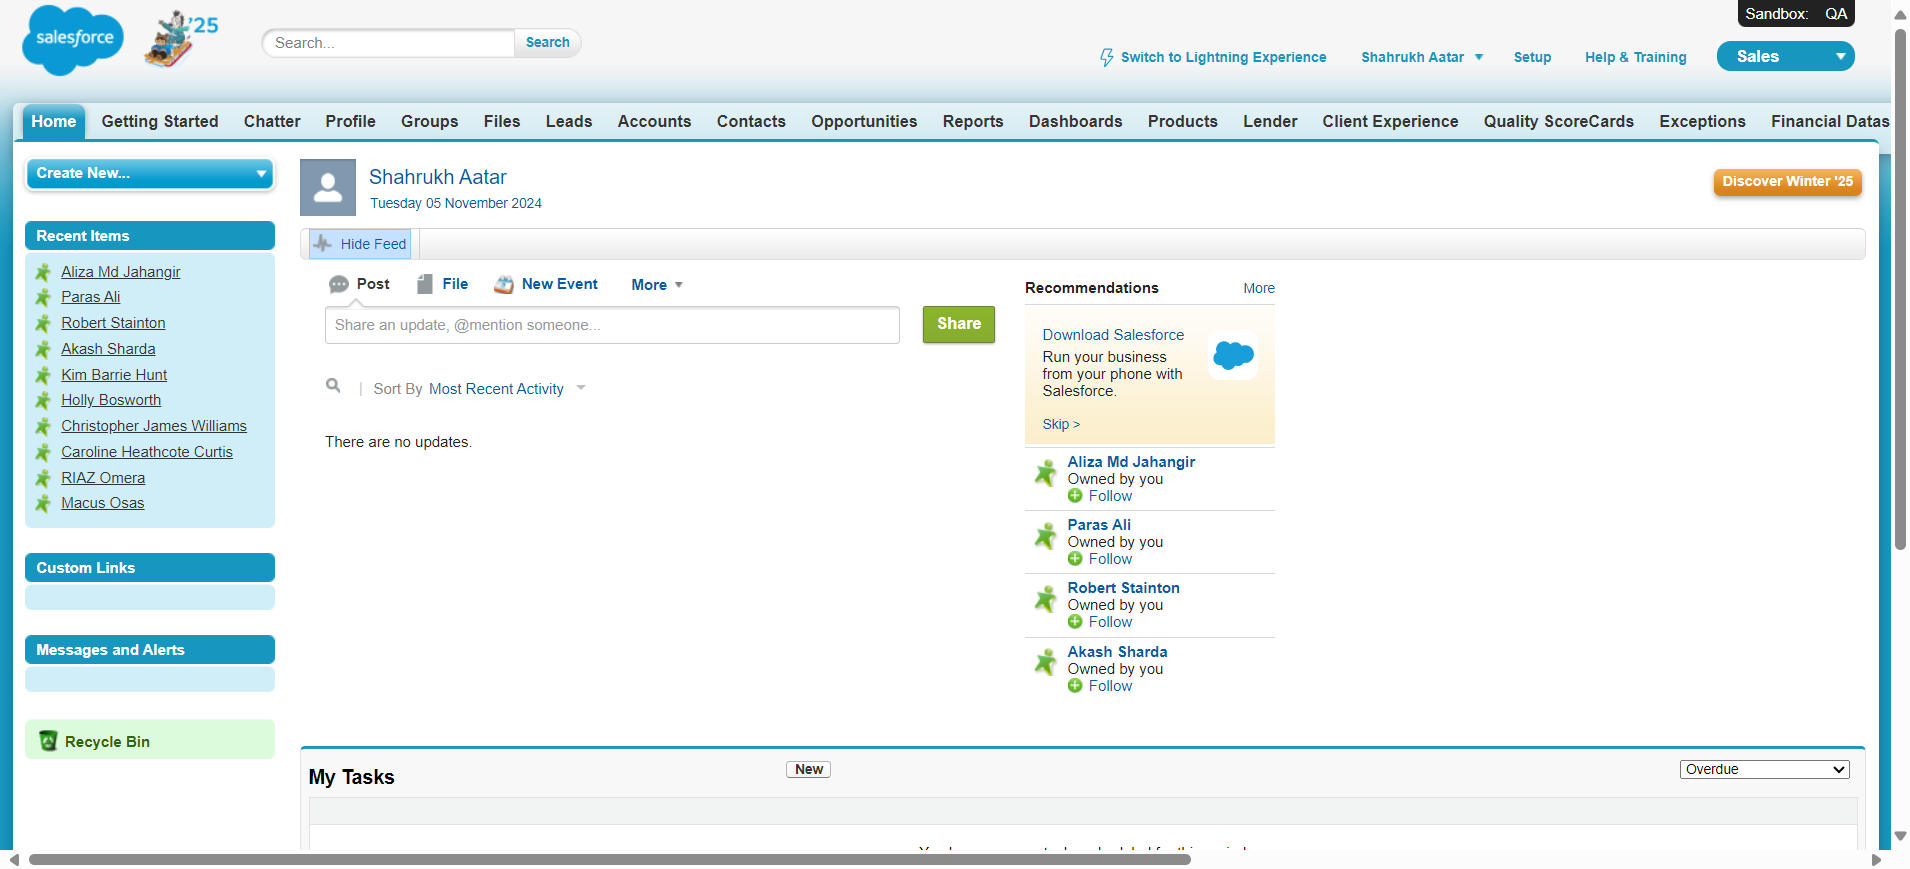 Sandbox: QA
salesforce
'25
Search...
Search
Switch to Lightning Experience
Shahrukh Aatar
Setup
Help & Training
Sales
Home
Getting Started
Chatter
Profile
Groups
Files
Leads
Accounts
Contacts
Opportunities
Reports
Dashboards
Products
Lender
Client Experience
Quality ScoreCards
Exceptions
Financial Datas
Create New...
Shahrukh Aatar
Tuesday 05 November 2024
Discover Winter '25
Recent Items
Aliza Md Jahangir
Paras Ali
Robert Stainton
Akash Sharda
Kim Barrie Hunt
Holly Bosworth
Christopher James Williams
Caroline Heathcote Curtis
RIAZ Omera
Macus Osas
Custom Links
Messages and Alerts
Recycle Bin
Hide Feed
Post
File
New Event
More
Share an update, @mention someone...
Share
Sort By Most Recent Activity
There are no updates.
Recommendations
More
Download Salesforce
Run your business
from your phone with
Salesforce.
Skip >
Aliza Md Jahangir
Owned by you
Follow
Paras Ali
Owned by you
Follow
Robert Stainton
Owned by you
Follow
Akash Sharda
Owned by you
Follow
My Tasks
New
Overdue